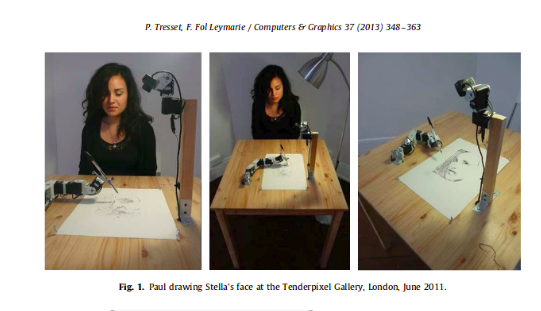 P. Tresset, F. Fol Leymarie / Computers & Graphics 37 (2013) 348–363
Fig. 1. Paul drawing Stella's face at the Tenderpixel Gallery, London, June 2011.